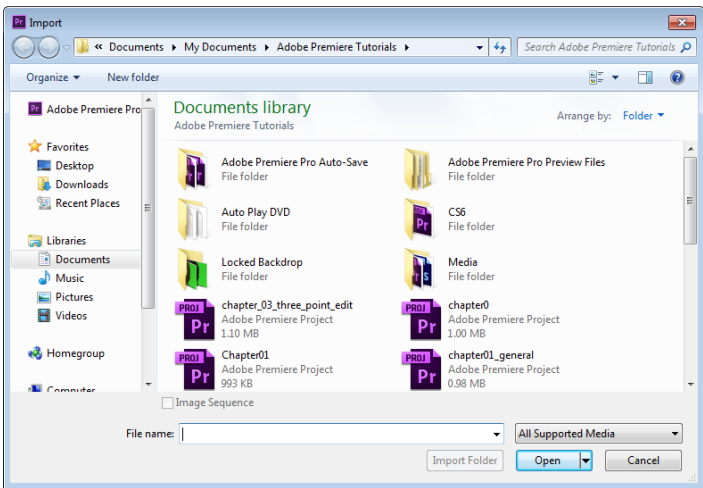 Import
« Documents ▸ My Documents ▸ Adobe Premiere Tutorials ▸
Search Adobe Premiere Tutorials
Organize
New folder
Adobe Premiere Pro
Favorites
Desktop
Downloads
Recent Places
Libraries
Documents
Music
Pictures
Videos
Homegroup
Computer
Documents library
Adobe Premiere Tutorials
Arrange by: Folder
Adobe Premiere Pro Auto-Save
File folder
Adobe Premiere Pro Preview Files
File folder
Auto Play DVD
File folder
CS6
File folder
Locked Backdrop
File folder
Media
File folder
chapter_03_three_point_edit
Adobe Premiere Project
1.10 MB
chapter0
Adobe Premiere Project
1.00 MB
Chapter01
Adobe Premiere Project
993 KB
chapter01_general
Adobe Premiere Project
0.98 MB
Image Sequence
File name:
All Supported Media
Import Folder
Open
Cancel